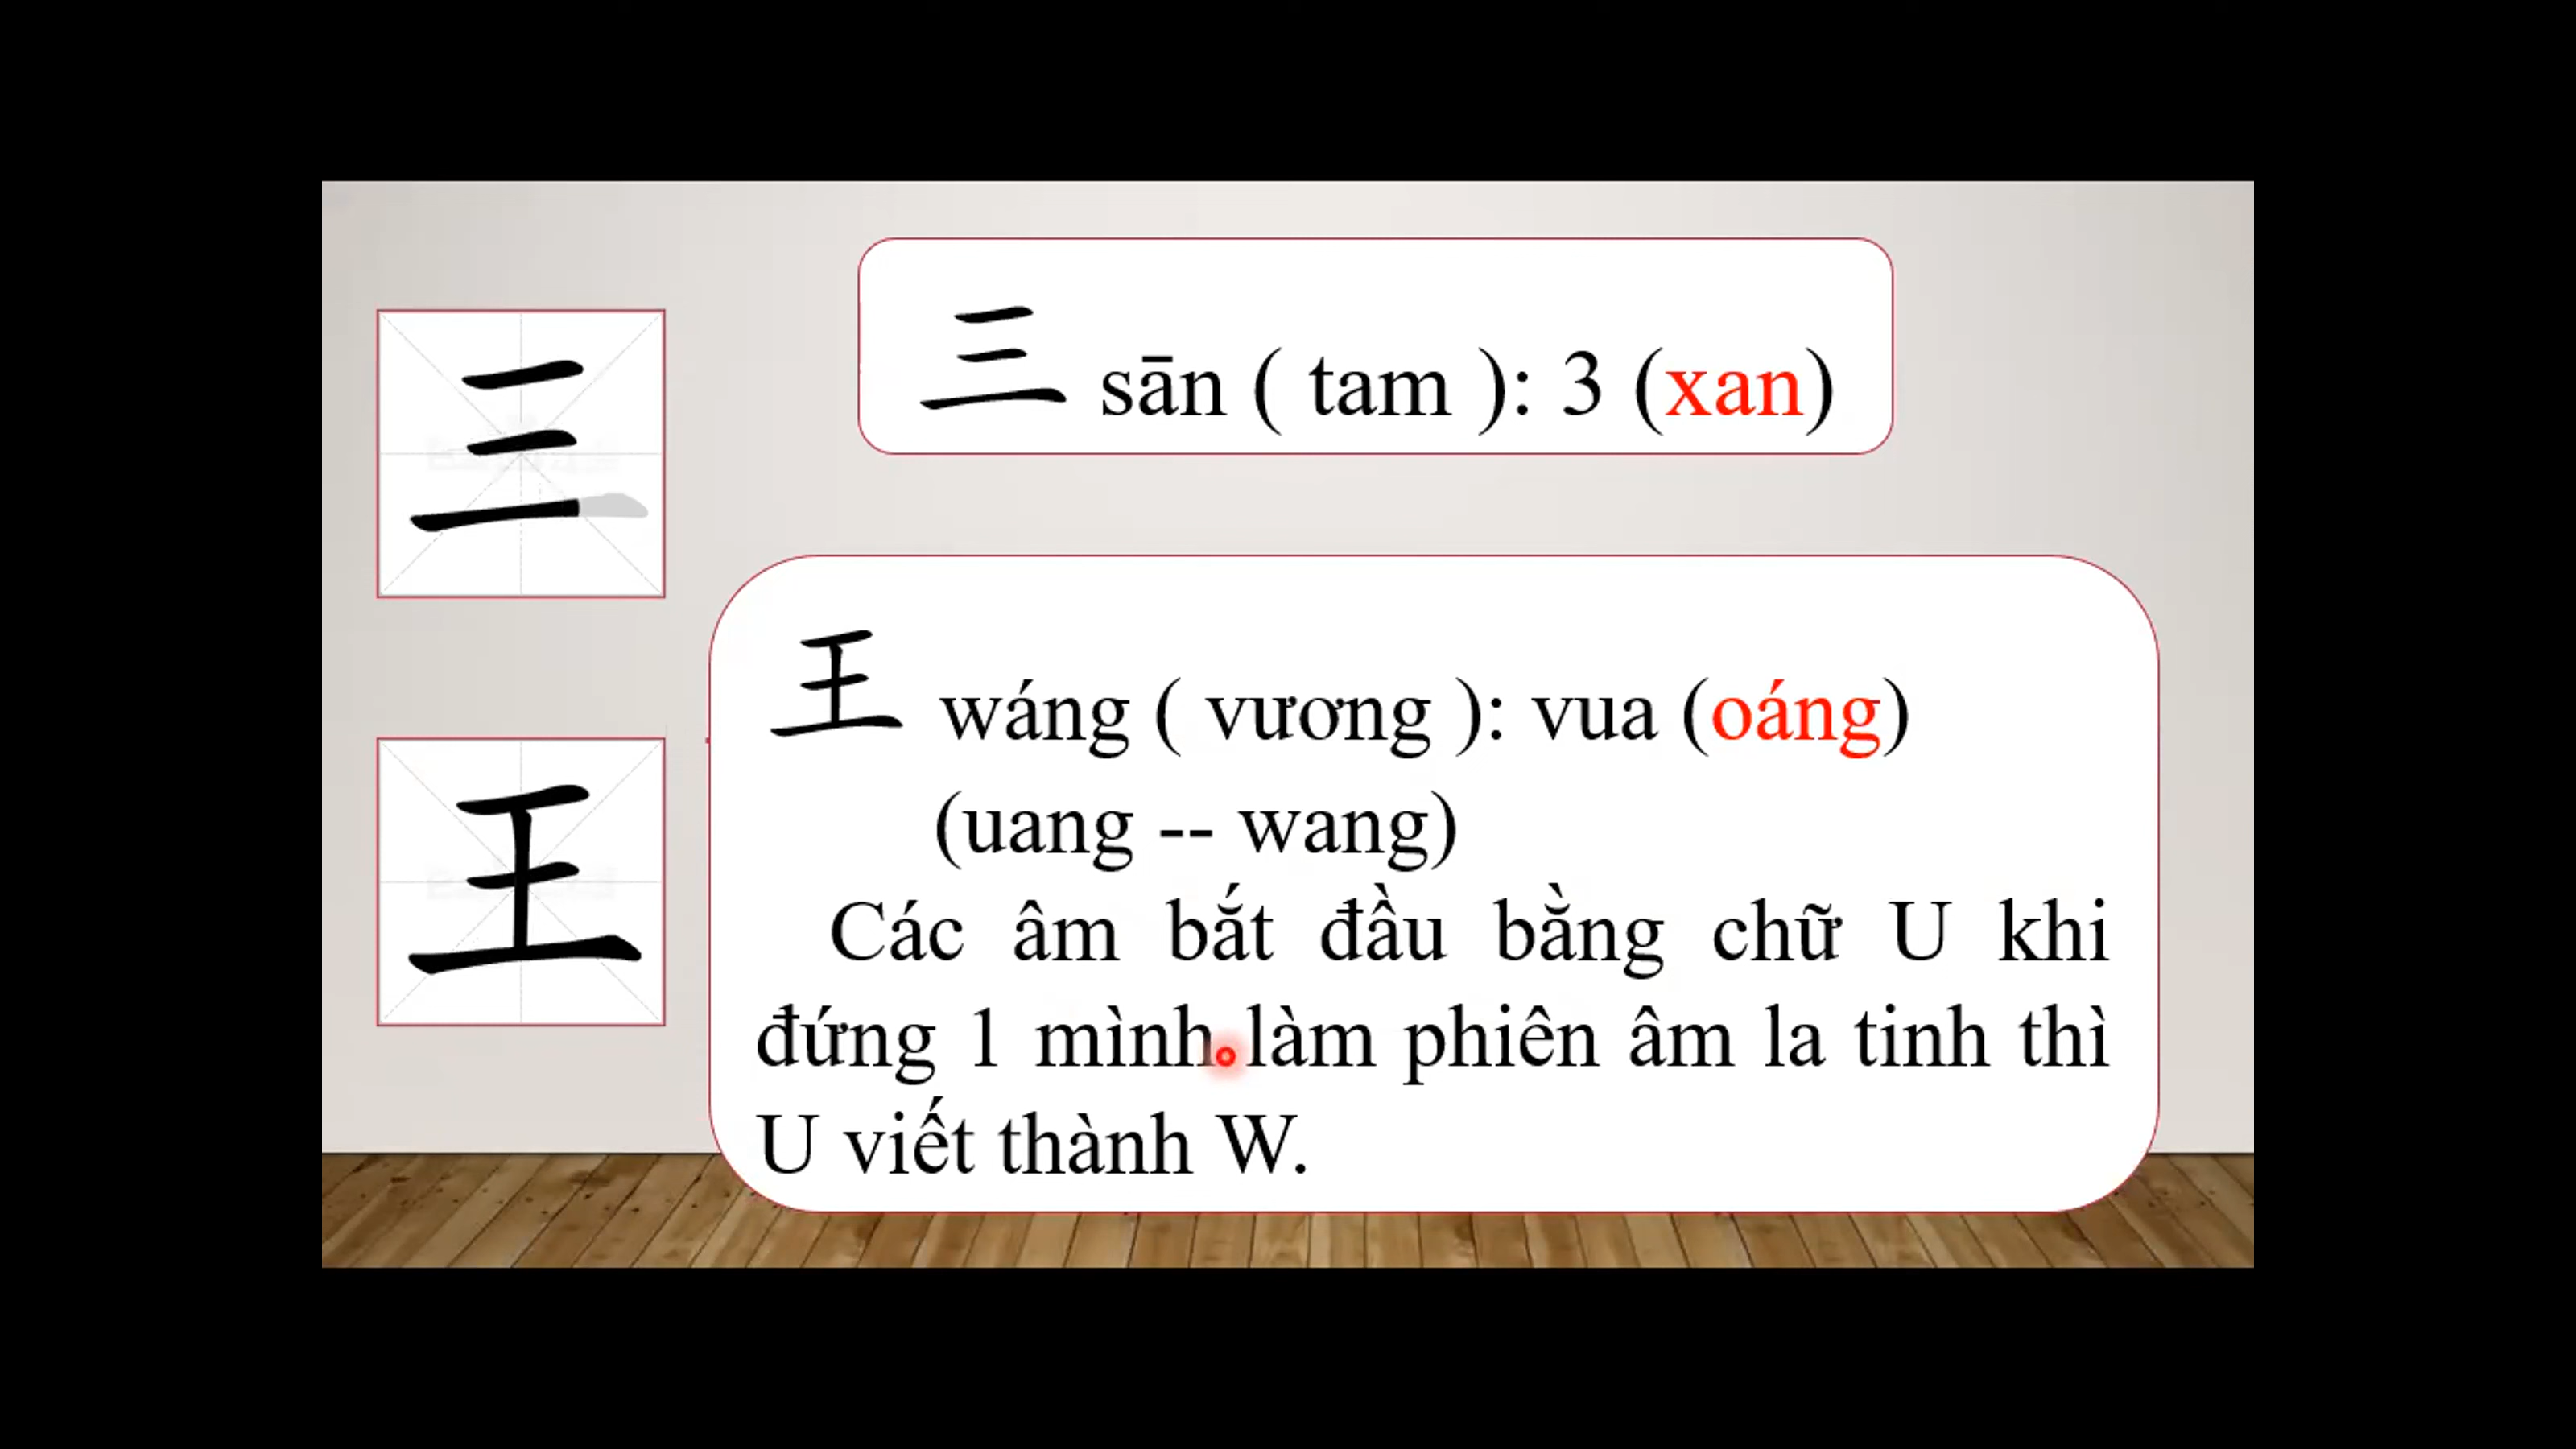 三
三 sān ( tam ): 3 (xan)
王
王 wáng ( vương ): vua (oáng)
(uang -- wang)
Các âm bắt đầu bằng chữ U khi
đứng 1 mình làm phiên âm la tinh thì
U viết thành W.